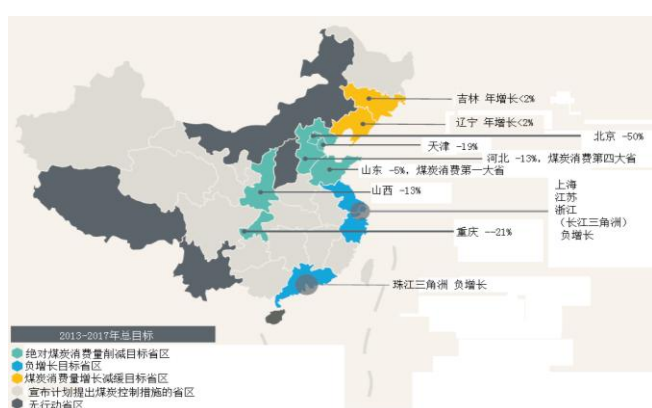 吉林 年增长<2%
辽宁 年增长<2%
北京 -50%
天津 -19%
河北 -13%, 煤炭消费第四大省
山东 -5%, 煤炭消费第一大省
山西 -13%
上海
江苏
浙江
(长江三角洲)
负增长
重庆 --21%
珠江三角洲 负增长
2013-2017年总目标
绝对煤炭消费量削减目标省区
负增长目标省区
煤炭消费量增长减缓目标省区
宣布计划提出煤炭控制措施的省区
无行动省区